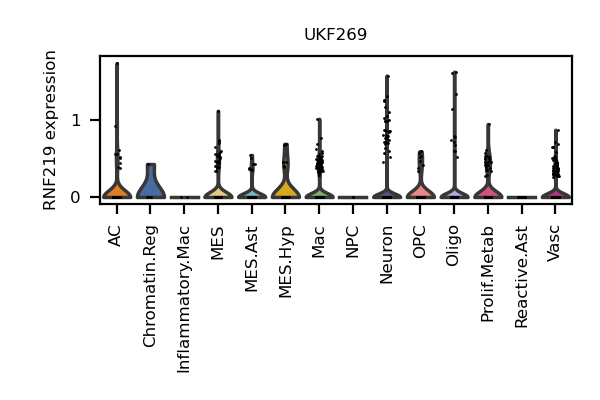 UKF269
RNF219 expression
1
0
AC
Chromatin.Reg
Inflammatory.Mac
MES
MES.Ast
MES.Hyp
Mac
NPC
Neuron
OPC
Oligo
Prolif.Metab
Reactive.Ast
Vasc